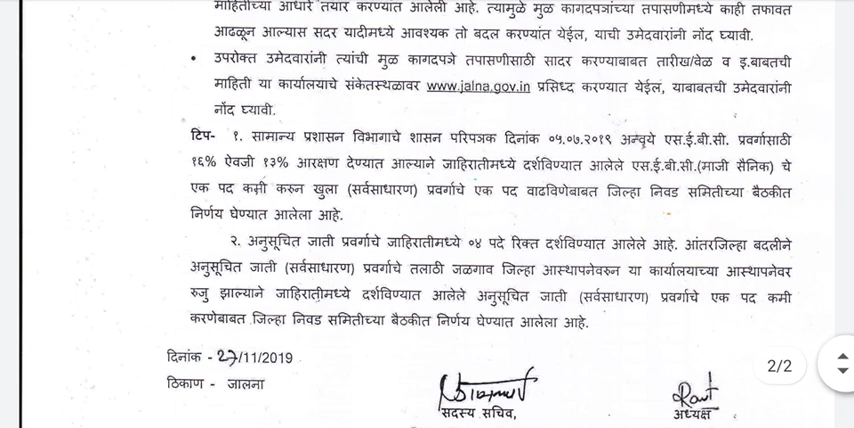 माहितीच्या आधारे तयार करण्यांत आलेली आहे. त्यामुळे मुळ कागदपत्रांच्या तपासणीमध्ये काही तफावत
आढळून आल्यास सदर यादीमध्ये आवश्यक तो बदल करण्यांत येईल, याची उमेदवारांनी नोंद घ्यावी.
• उपरोक्त उमेदवारांनी त्यांची मुळ कागदपत्रे तपासणीसाठी सादर करण्याबाबत तारीख/वेळ व इ.बाबतची
माहिती या कार्यालयाचे संकेतस्थळावर www.jalna.gov.in प्रसिध्द करण्यात येईल, याबाबतची उमेदवारांनी
नोंद घ्यावी.
टिप- १. सामान्य प्रशासन विभागाचे शासन परिपत्रक दिनांक ०५.०७.२०१९ अन्वये एस.ई.बी.सी. प्रवर्गासाठी
१६% ऐवजी १३% आरक्षण देण्यात आल्याने जाहिरातीमध्ये दर्शविण्यात आलेले एस.ई.बी.सी.(माजी सैनिक) चे
एक पद कमी करुन खुला (सर्वसाधारण) प्रवर्गाचे एक पद वाढविणेबाबत जिल्हा निवड समितीच्या बैठकीत
निर्णय घेण्यात आलेला आहे.
२. अनुसूचित जाती प्रवर्गाचे जाहिरातीमध्ये ०४ पदे रिक्त दर्शविण्यात आलेले आहे. आंतरजिल्हा बदलीने
अनुसूचित जाती (सर्वसाधारण) प्रवर्गाचे तलाठी जळगाव जिल्हा आस्थापनेवरुन या कार्यालयाच्या आस्थापनेवर
रुजु झाल्याने जाहिरातीमध्ये दर्शविण्यात आलेले अनुसूचित जाती (सर्वसाधारण) प्रवर्गाचे एक पद कमी
करणेबाबत जिल्हा निवड समितीच्या बैठकीत निर्णय घेण्यात आलेला आहे.
दिनांक - 27/11/2019
2/2
ठिकाण - जालना
सदस्य सचिव,
अध्यक्ष